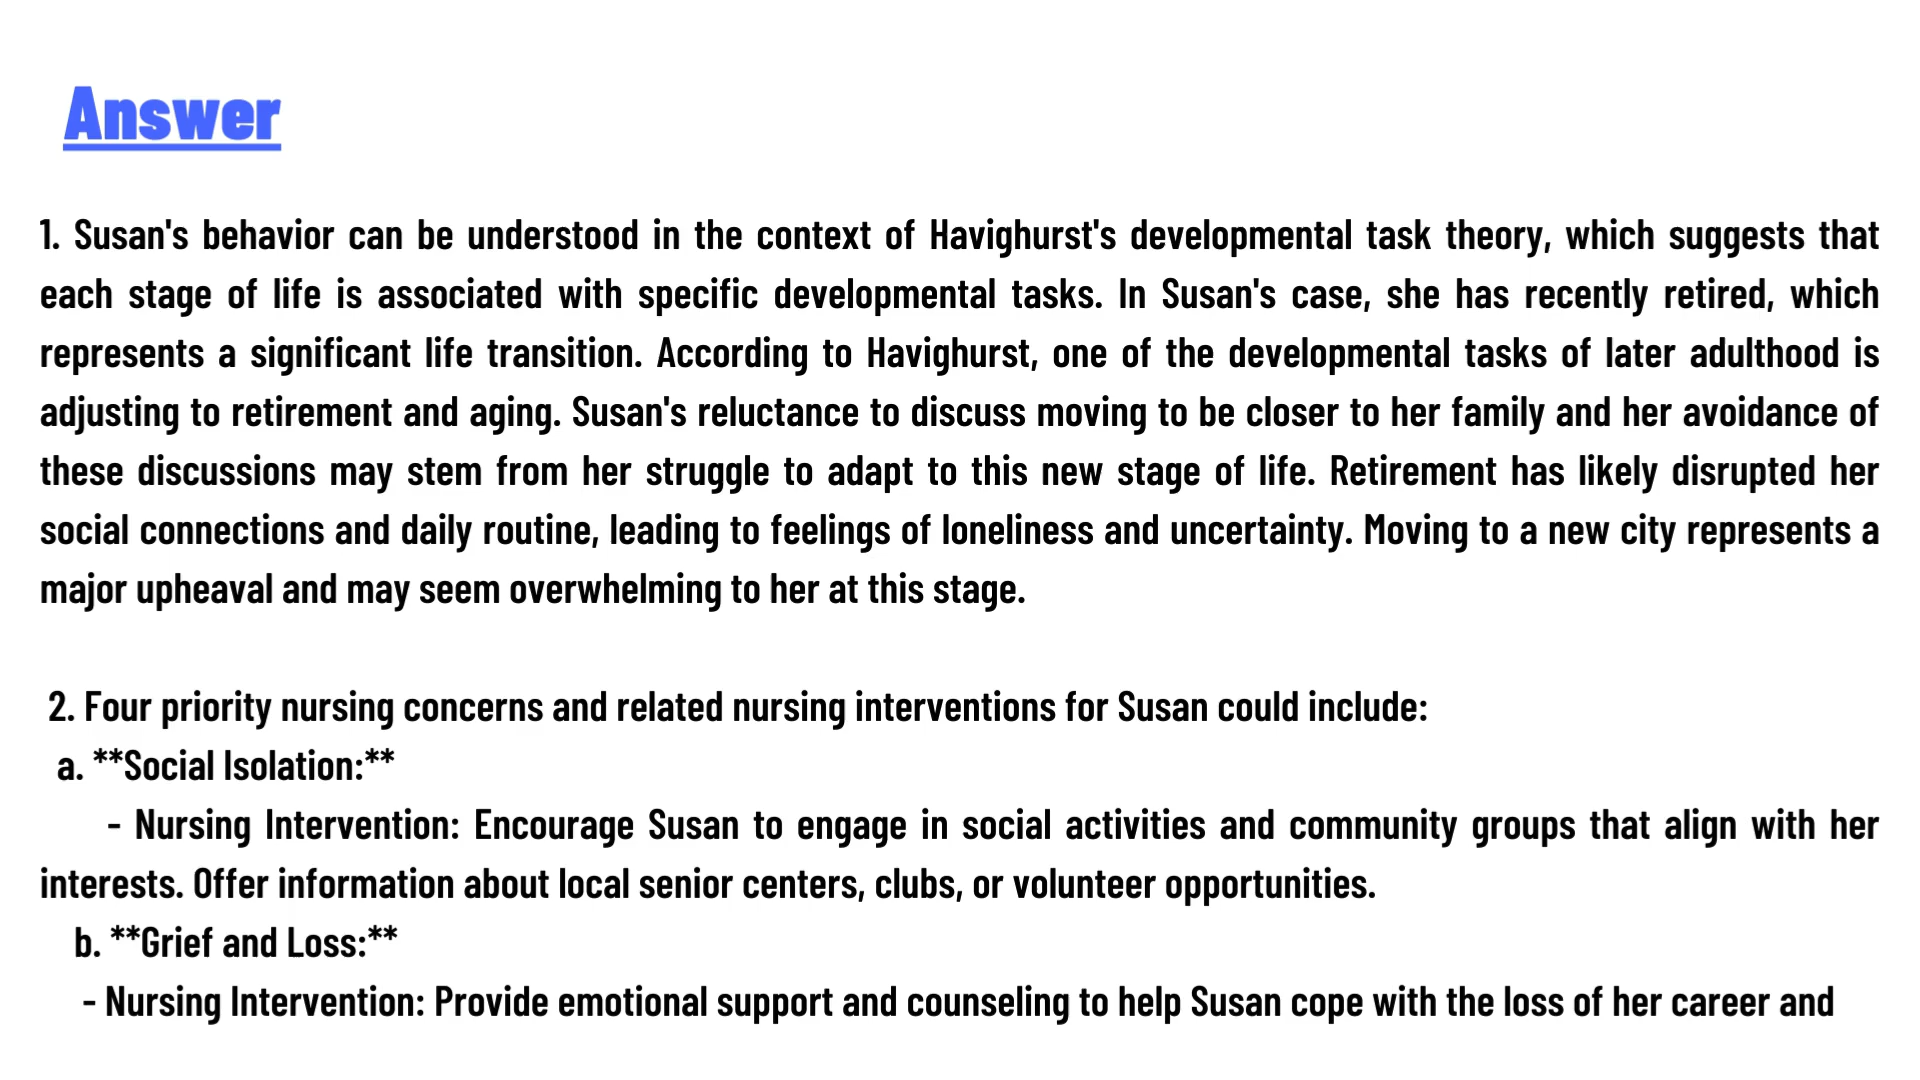 Answer
1. Susan's behavior can be understood in the context of Havighurst's developmental task theory, which suggests that
each stage of life is associated with specific developmental tasks. In Susan's case, she has recently retired, which
represents a significant life transition. According to Havighurst, one of the developmental tasks of later adulthood is
adjusting to retirement and aging. Susan's reluctance to discuss moving to be closer to her family and her avoidance of
these discussions may stem from her struggle to adapt to this new stage of life. Retirement has likely disrupted her
social connections and daily routine, leading to feelings of loneliness and uncertainty. Moving to a new city represents a
major upheaval and may seem overwhelming to her at this stage.
2. Four priority nursing concerns and related nursing interventions for Susan could include:
a. **Social Isolation:**
- Nursing Intervention: Encourage Susan to engage in social activities and community groups that align with her
interests. Offer information about local senior centers, clubs, or volunteer opportunities.
b. **Grief and Loss:**
- Nursing Intervention: Provide emotional support and counseling to help Susan cope with the loss of her career and